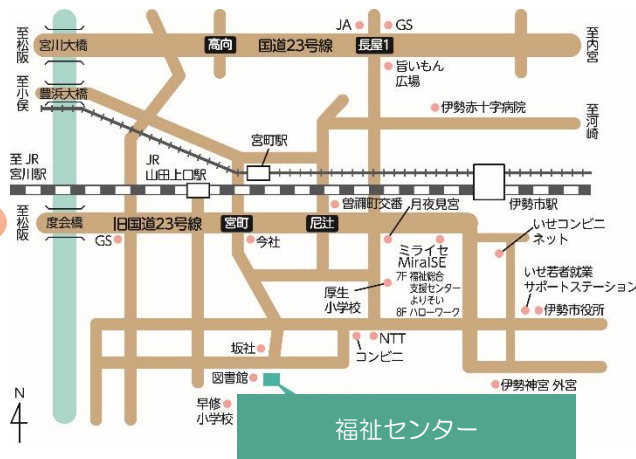 JA
GS
至松阪
宮川大橋
高向
国道23号線
長屋1
至内宮
旨いもん
広場
至小俣
豊浜大橋
伊勢赤十字病院
至河崎
宮町駅
至 JR
宮川駅
JR
山田上口駅
曽祢町交番
月夜見宮
伊勢市駅
至松阪
度会橋
旧国道23号線
宮町
尼辻
GS
今社
ミライセ
MiraISE
7F 福祉総合
支援センター
よりそい
8F ハローワーク
いせコンビニ
ネット
厚生
小学校
いせ若者就業
サポートステーション
伊勢市役所
坂社
NTT
コンビニ
図書館
早修
小学校
伊勢神宮 外宮
N
4
福祉センター